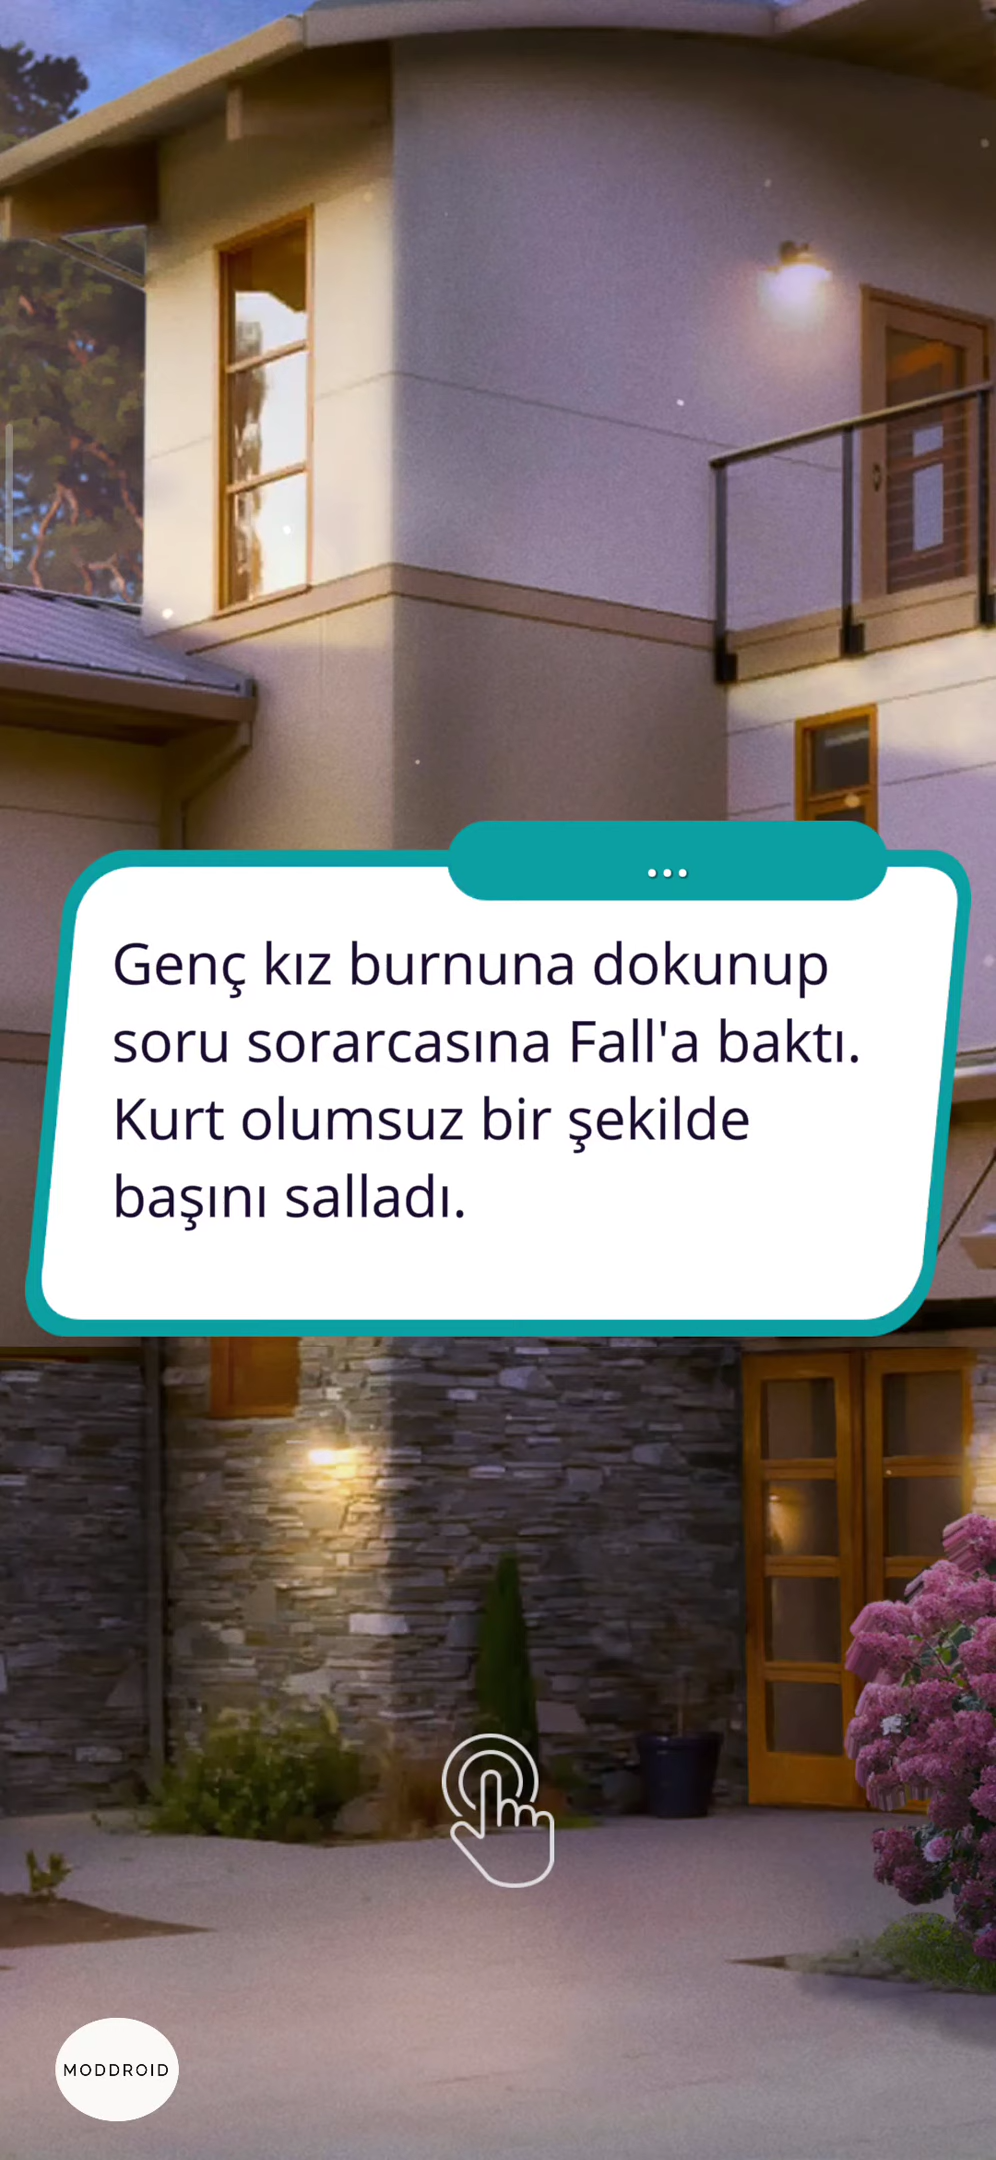 ...
Genç kız burnuna dokunup
soru sorarcasına Fall'a baktı.
Kurt olumsuz bir şekilde
başını salladı.
MODDROID